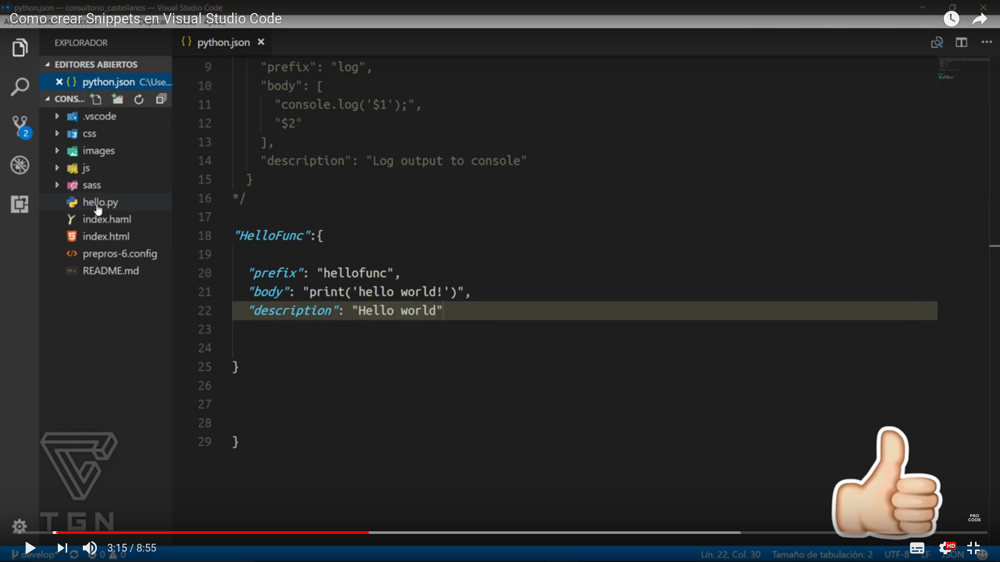 python.json — consultorio_castellanos — Visual Studio Code
Como crear Snippets en Visual Studio Code
EXPLORADOR
python.json
EDITORES ABIERTOS
python.json C:\Use...
CONS...
.vscode
css
images
js
sass
hello.py
index.haml
index.html
prepros-6.config
README.md
2
9 "prefix": "log",
10 "body": [
11 "console.log('$1');",
12 "$2"
13 ],
14 "description": "Log output to console"
15 }
16 */
17
18 "HelloFunc":{
19
20 "prefix": "hellofunc",
21 "body": "print('hello world!')",
22 "description": "Hello world"
23
24
25 }
26
27
28
29 }
TGN
PRO
CODE
3:15 / 8:55
HD
develop* 0 0
Lín. 22, Col. 30 Tamaño de tabulación: 2 UTF-8 LF JSON